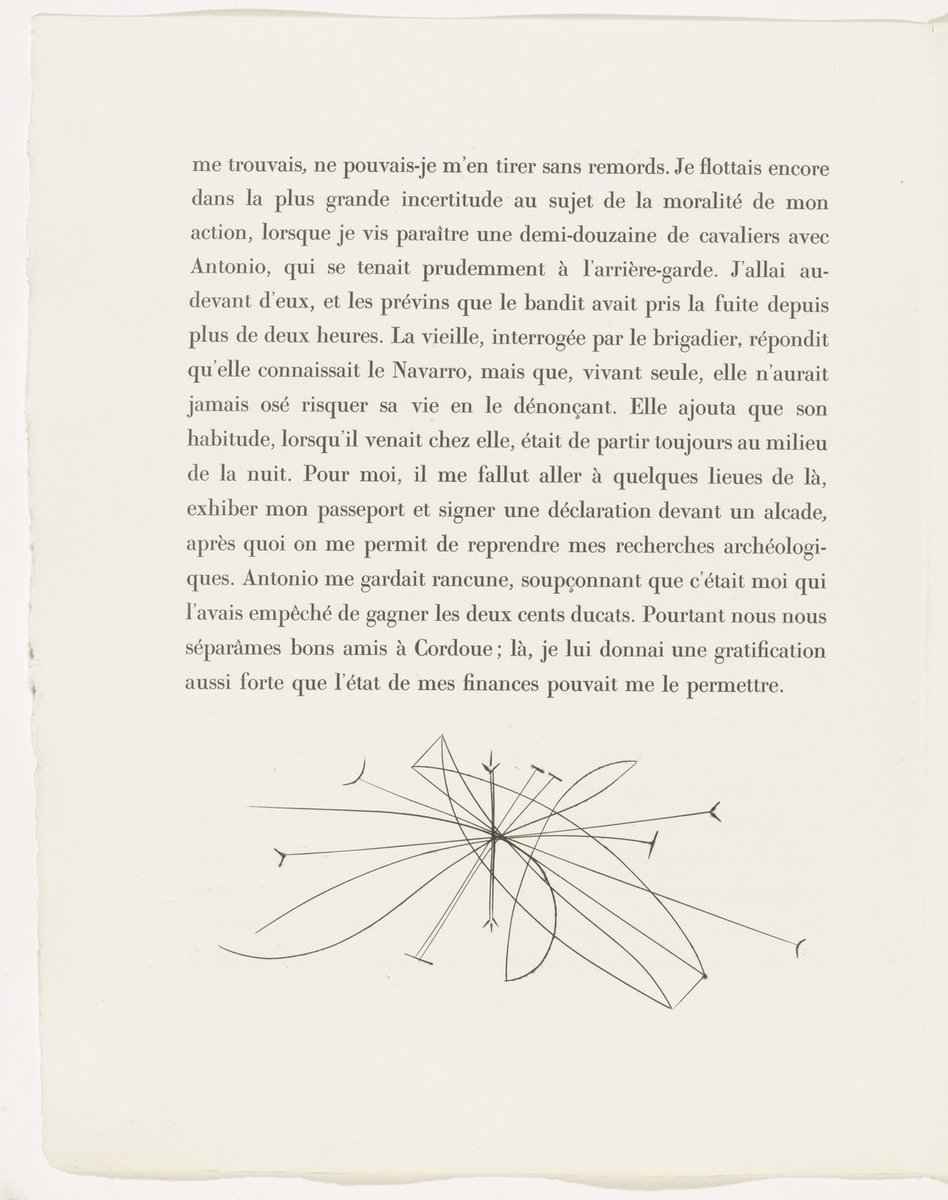 me trouvais, ne pouvais-je m'en tirer sans remords. Je flottais encore
dans la plus grande incertitude au sujet de la moralité de mon
action, lorsque je vis paraître une demi-douzaine de cavaliers avec
Antonio, qui se tenait prudemment à l'arrière-garde. J'allai au-
devant d'eux, et les prévins que le bandit avait pris la fuite depuis
plus de deux heures. La vieille, interrogée par le brigadier, répondit
qu'elle connaissait le Navarro, mais que, vivant seule, elle n'aurait
jamais osé risquer sa vie en le dénonçant. Elle ajouta que son
habitude, lorsqu'il venait chez elle, était de partir toujours au milieu
de la nuit. Pour moi, il me fallut aller à quelques lieues de là,
exhiber mon passeport et signer une déclaration devant un alcade,
après quoi on me permit de reprendre mes recherches archéologi-
ques. Antonio me gardait rancune, soupçonnant que c'était moi qui
l'avais empêché de gagner les deux cents ducats. Pourtant nous nous
séparâmes bons amis à Cordoue ; là, je lui donnai une gratification
aussi forte que l'état de mes finances pouvait me le permettre.